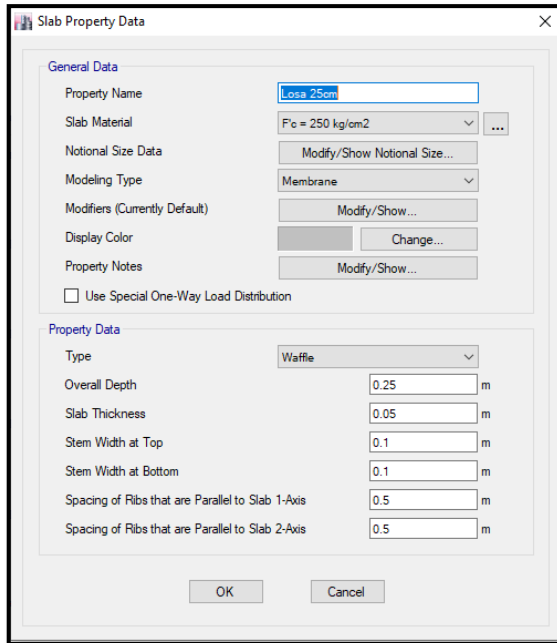 Slab Property Data
General Data
Property Name Losa 25cm
Slab Material F'c = 250 kg/cm2 ...
Notional Size Data Modify/Show Notional Size...
Modeling Type Membrane
Modifiers (Currently Default) Modify/Show...
Display Color Change...
Property Notes Modify/Show...
Use Special One-Way Load Distribution
Property Data
Type Waffle
Overall Depth 0.25 m
Slab Thickness 0.05 m
Stem Width at Top 0.1 m
Stem Width at Bottom 0.1 m
Spacing of Ribs that are Parallel to Slab 1-Axis 0.5 m
Spacing of Ribs that are Parallel to Slab 2-Axis 0.5 m
OK Cancel